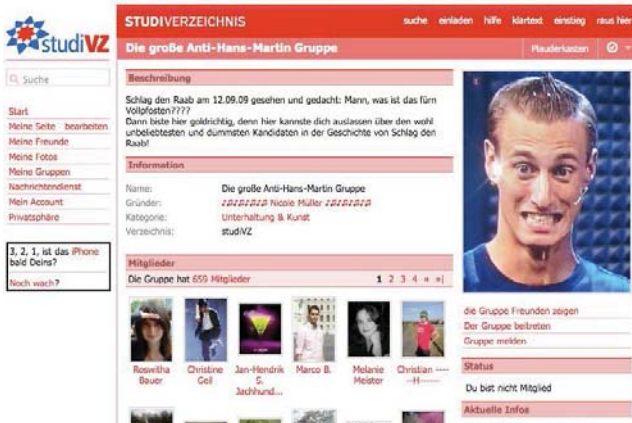 studiVZ
STUDIVERZEICHNIS
suche einladen hilfe klartext einstieg raus hier
Die große Anti-Hans-Martin Gruppe
Plauderkasten
Suche
Start
Meine Seite bearbeiten
Meine Freunde
Meine Fotos
Meine Gruppen
Nachrichtendienst
Mein Account
Privatsphäre
3, 2, 1, ist das iPhone
bald Deins?
Noch wach?
Beschreibung
Schlag den Raab am 12.09.09 gesehen und gedacht: Mann, was ist das fürn
Vollpfosten????
Dann biste hier goldrichtig, denn hier kannste dich auslassen über den wohl
unbeliebtesten und dümmsten Kandidaten in der Geschichte von Schlag den
Raab!
Information
Name: Die große Anti-Hans-Martin Gruppe
Gründer: Nicole Müller
Kategorie: Unterhaltung & Kunst
Verzeichnis: studiVZ
Mitglieder
Die Gruppe hat 659 Mitglieder
1 2 3 4 » »|
Roswitha
Bauer
Christine
Geil
Jan-Hendrik
S.
Jachhund...
Marco B.
Melanie
Meister
Christian ----
--H------
die Gruppe Freunden zeigen
Der Gruppe beitreten
Gruppe melden
Status
Du bist nicht Mitglied
Aktuelle Infos